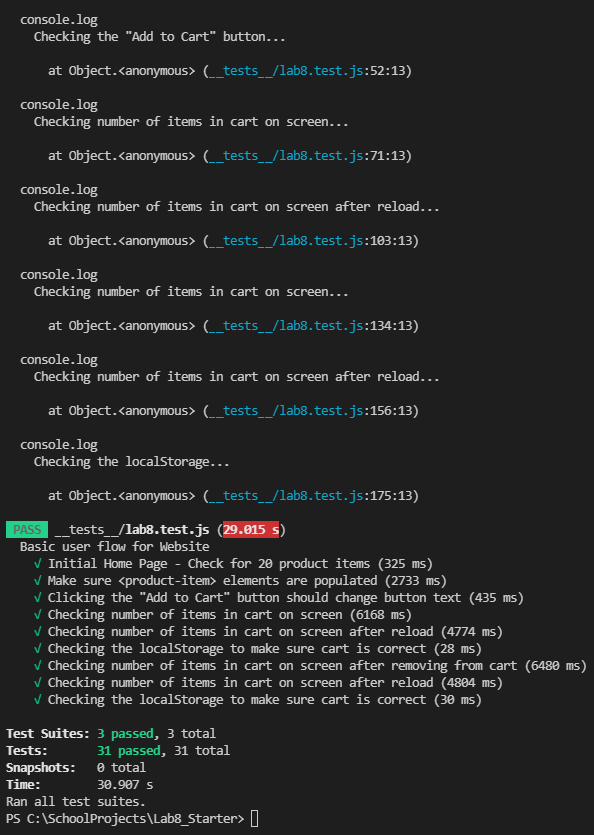 console.log
Checking the "Add to Cart" button...
at Object.<anonymous> (__tests__/lab8.test.js:52:13)
console.log
Checking number of items in cart on screen...
at Object.<anonymous> (__tests__/lab8.test.js:71:13)
console.log
Checking number of items in cart on screen after reload...
at Object.<anonymous> (__tests__/lab8.test.js:103:13)
console.log
Checking number of items in cart on screen...
at Object.<anonymous> (__tests__/lab8.test.js:134:13)
console.log
Checking number of items in cart on screen after reload...
at Object.<anonymous> (__tests__/lab8.test.js:156:13)
console.log
Checking the localStorage...
at Object.<anonymous> (__tests__/lab8.test.js:175:13)
PASS __tests__/lab8.test.js (29.015 s)
Basic user flow for Website
√ Initial Home Page - Check for 20 product items (325 ms)
√ Make sure <product-item> elements are populated (2733 ms)
√ Clicking the "Add to Cart" button should change button text (435 ms)
√ Checking number of items in cart on screen (6168 ms)
√ Checking number of items in cart on screen after reload (4774 ms)
√ Checking the localStorage to make sure cart is correct (28 ms)
√ Checking number of items in cart on screen after removing from cart (6480 ms)
√ Checking number of items in cart on screen after reload (4804 ms)
√ Checking the localStorage to make sure cart is correct (30 ms)
Test Suites: 3 passed, 3 total
Tests: 31 passed, 31 total
Snapshots: 0 total
Time: 30.907 s
Ran all test suites.
PS C:\SchoolProjects\Lab8_Starter>